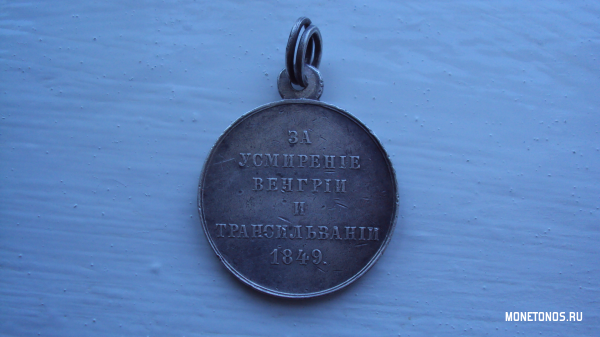 ЗА
УСМИРЕНІЕ
ВЕНГРІИ
И
ТРАНСИЛЬВАНІИ
1849.
MONETONOS.RU